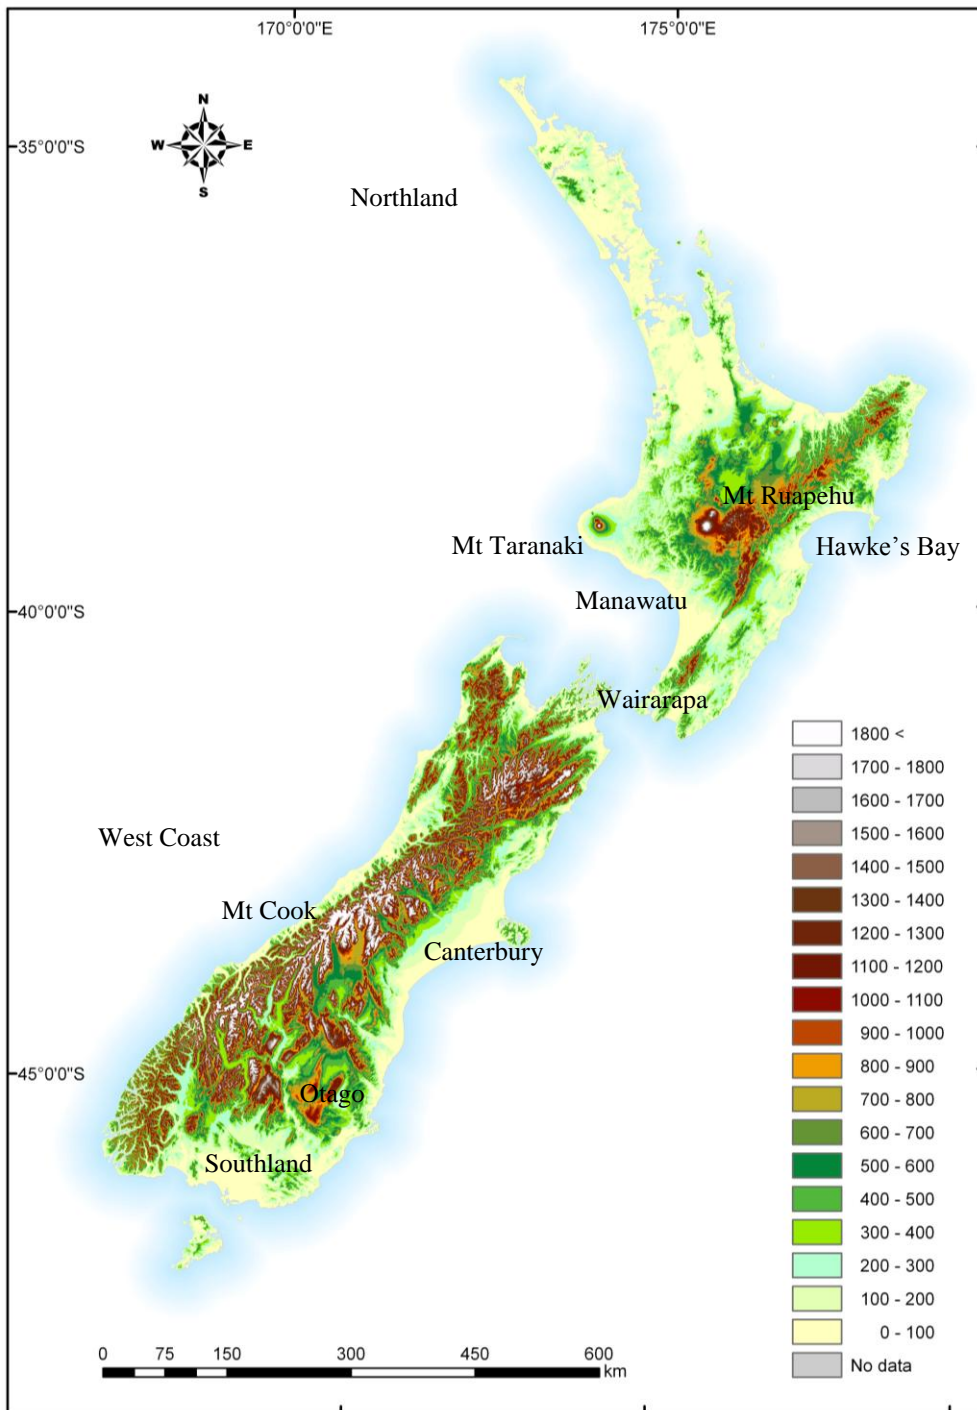 170°0'0"E
175°0'0"E
N
W
E
S
35°0'0"S
Northland
Mt Ruapehu
Mt Taranaki
Hawke's Bay
Manawatu
40°0'0"S
Wairarapa
West Coast
Mt Cook
Canterbury
45°0'0"S
Otago
Southland
1800 <
1700 - 1800
1600 - 1700
1500 - 1600
1400 - 1500
1300 - 1400
1200 - 1300
1100 - 1200
1000 - 1100
900 - 1000
800 - 900
700 - 800
600 - 700
500 - 600
400 - 500
300 - 400
200 - 300
100 - 200
0 - 100
No data
0 75 150 300 450 600
km